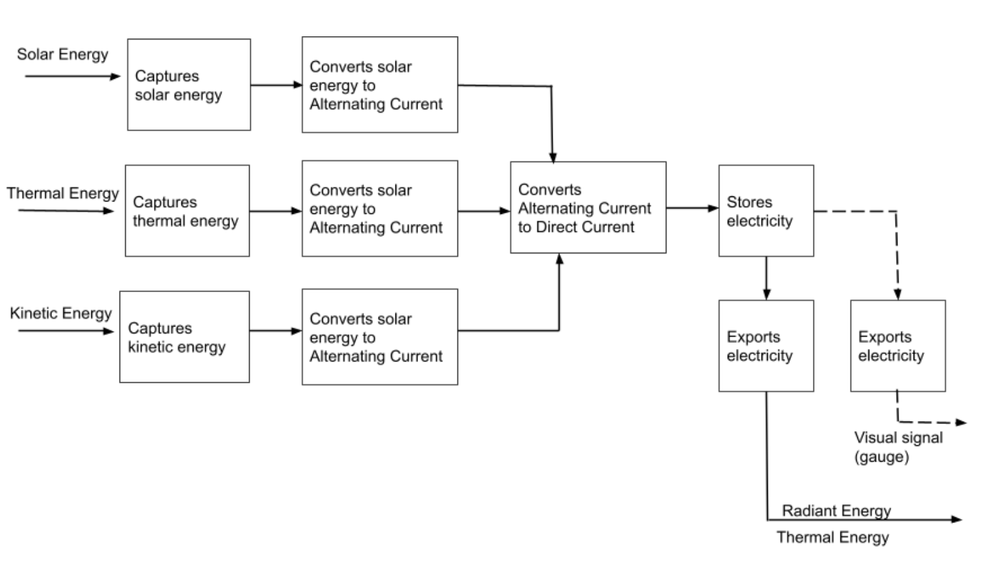 Solar Energy
Captures
solar energy
Converts solar
energy to
Alternating Current
Thermal Energy
Captures
thermal energy
Converts solar
energy to
Alternating Current
Converts
Alternating Current
to Direct Current
Stores
electricity
Kinetic Energy
Captures
kinetic energy
Converts solar
energy to
Alternating Current
Exports
electricity
Exports
electricity
Visual signal
(gauge)
Radiant Energy
Thermal Energy